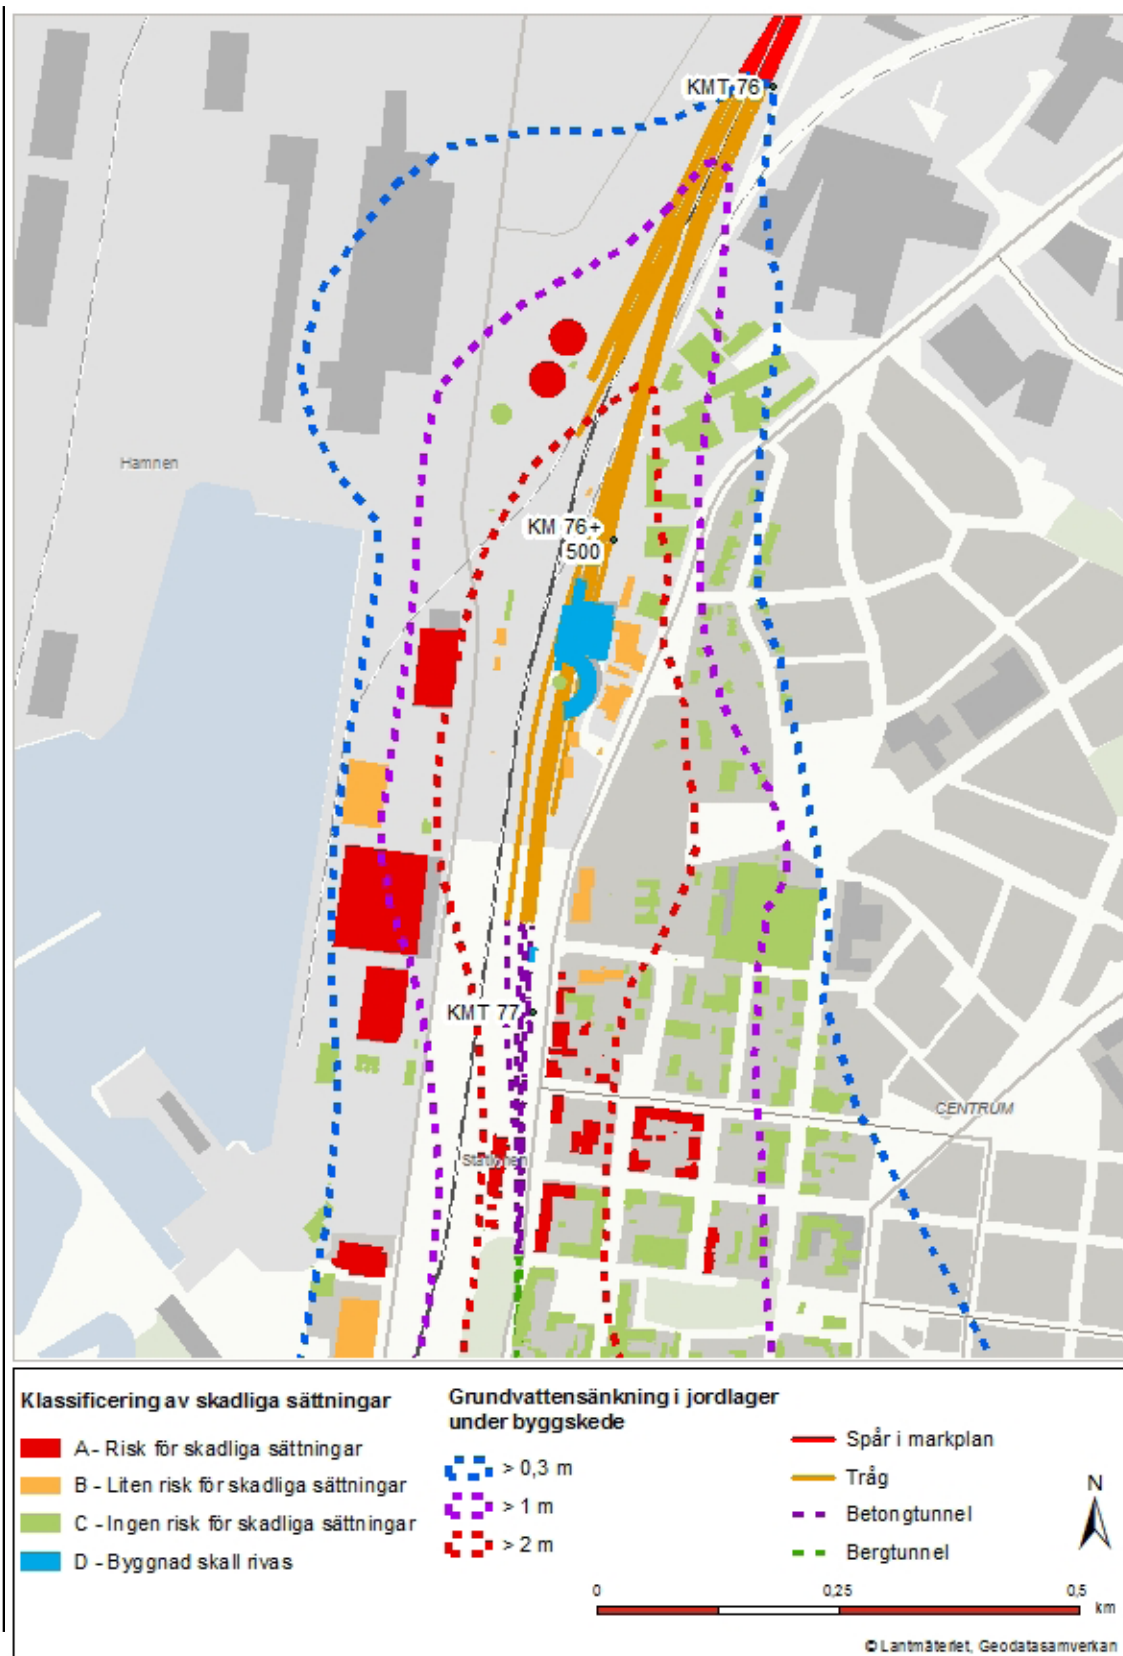 KMT 76
Hamnen
KM 76+
500
KMT 77
CENTRUM
Stationen
Klassificering av skadliga sättningar
A - Risk för skadliga sättningar
B - Liten risk för skadliga sättningar
C - Ingen risk för skadliga sättningar
D - Byggnad skall rivas
Grundvattensänkning i jordlager
under byggskede
> 0,3 m
> 1 m
> 2 m
Spår i markplan
Tråg
Betongtunnel
Bergtunnel
N
0 0,25 0,5
km
© Lantmäteriet, Geodatasamverkan